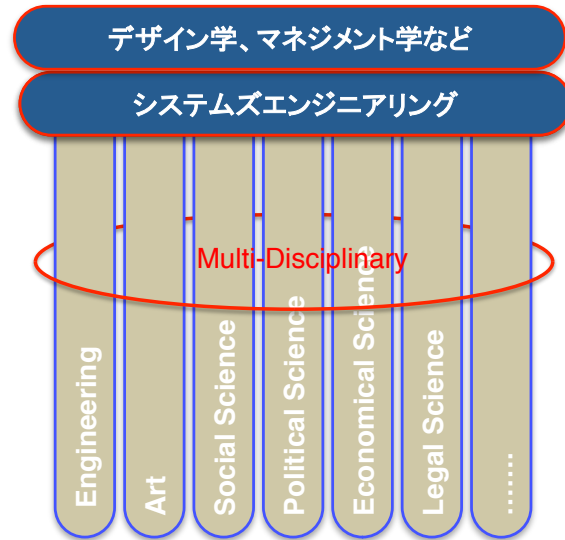 デザイン学、マネジメント学など
システムズエンジニアリング
Multi-Disciplinary
Engineering
Art
Social Science
Political Science
Economical Science
Legal Science
.......